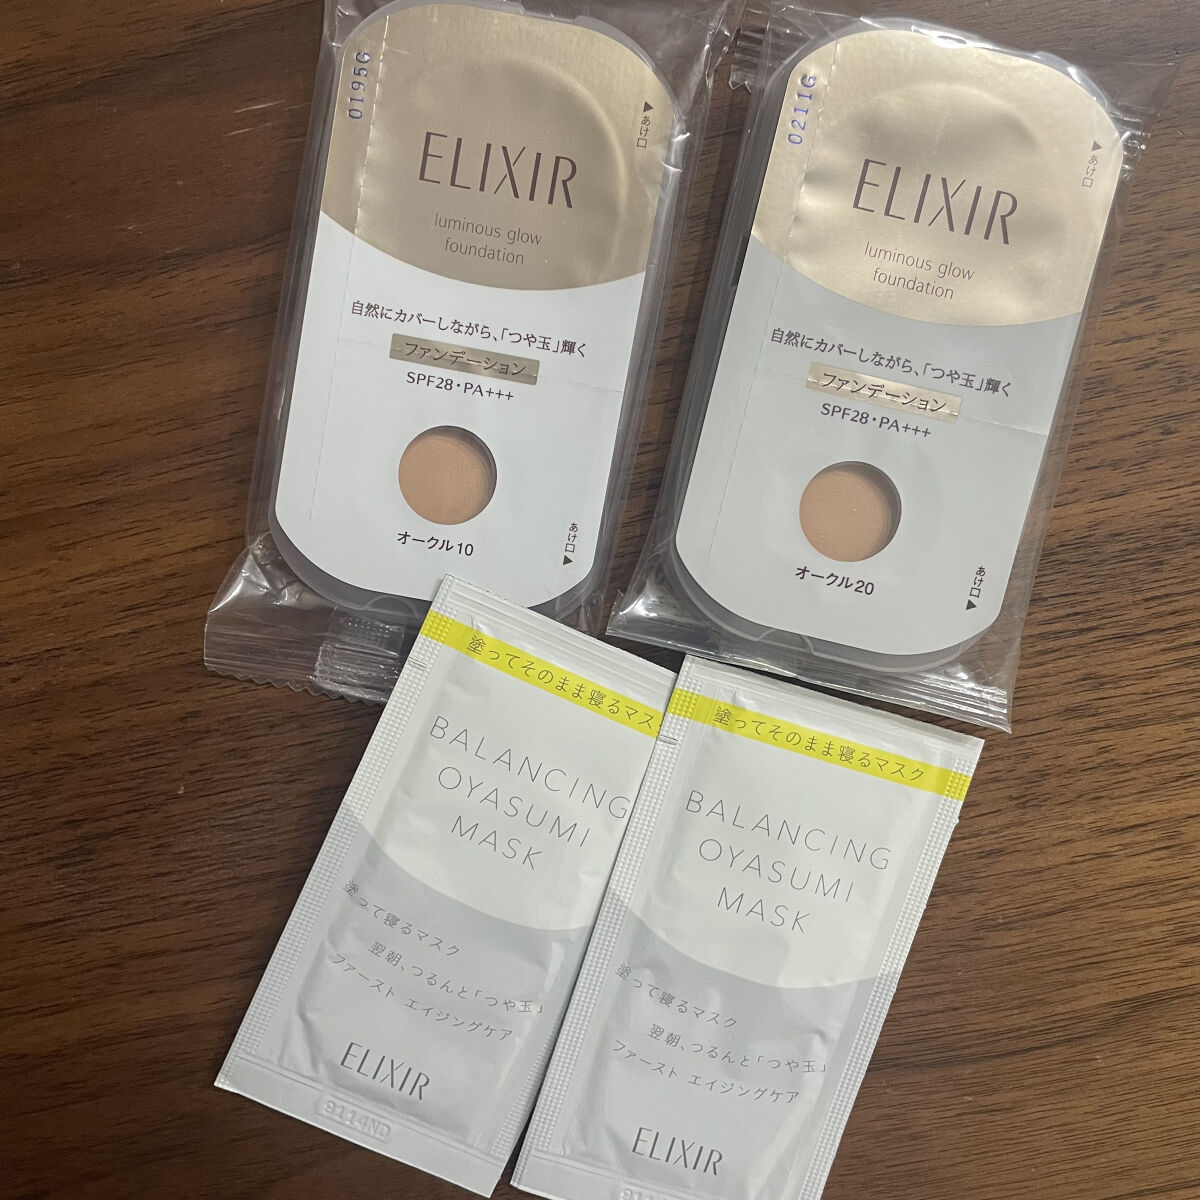 0195G
▶あけ口
ELIXIR
luminous glow
foundation
自然にカバーしながら、「つや玉」輝く
ファンデーション
SPF28・PA+++
オークル10
あけ口▶
0211G
▶あけ口
ELIXIR
luminous glow
foundation
自然にカバーしながら、「つや玉」輝く
ファンデーション
SPF28・PA+++
オークル20
あけ口▶
塗ってそのまま寝るマス
BALANCING
OYASUMI
MASK
塗って寝るマスク
翌朝、つるんと「つや玉」
ファースト エイジングケア
ELIXIR
9114ND
塗ってそのまま寝るマスク
BALANCING
OYASUMI
MASK
塗って寝るマスク
翌朝、つるんと「つや玉」
ファースト エイジングケア
ELIXIR